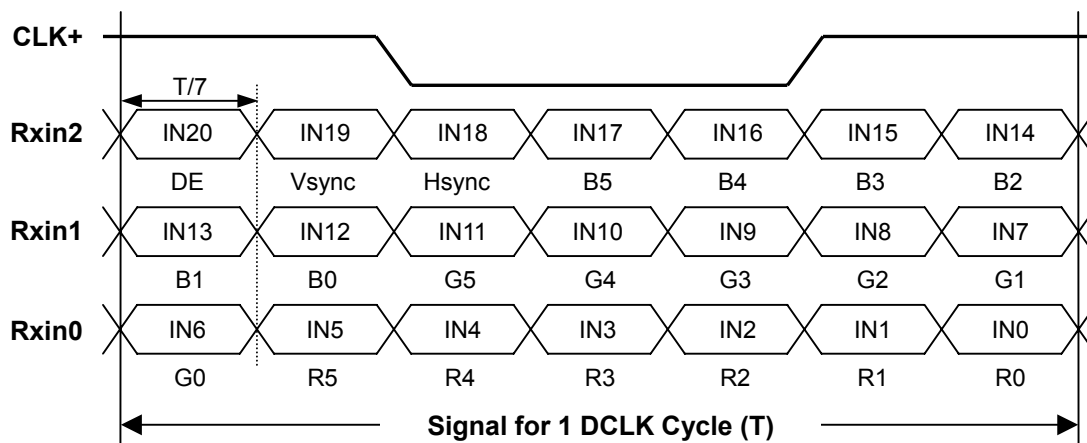 CLK+
T/7
Rxin2 IN20 IN19 IN18 IN17 IN16 IN15 IN14
DE Vsync Hsync B5 B4 B3 B2
Rxin1 IN13 IN12 IN11 IN10 IN9 IN8 IN7
B1 B0 G5 G4 G3 G2 G1
Rxin0 IN6 IN5 IN4 IN3 IN2 IN1 IN0
G0 R5 R4 R3 R2 R1 R0
Signal for 1 DCLK Cycle (T)